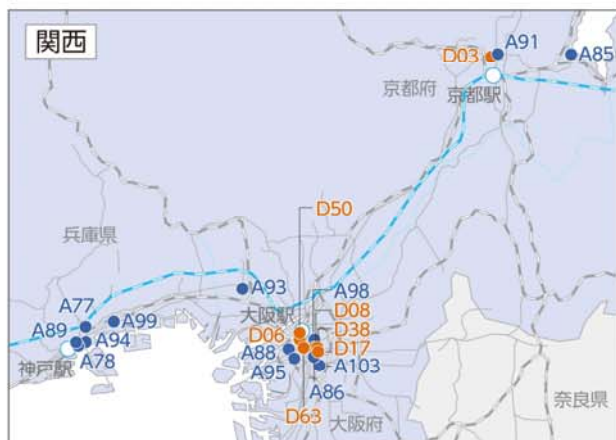 関西
D03
A91
A85
京都府
京都駅
D50
兵庫県
A93
A98
大阪駅
D08
A77
A99
D38
A89
A94
D06
D17
神戸駅
A78
A88
A103
A95
A86
奈良県
D63
大阪府